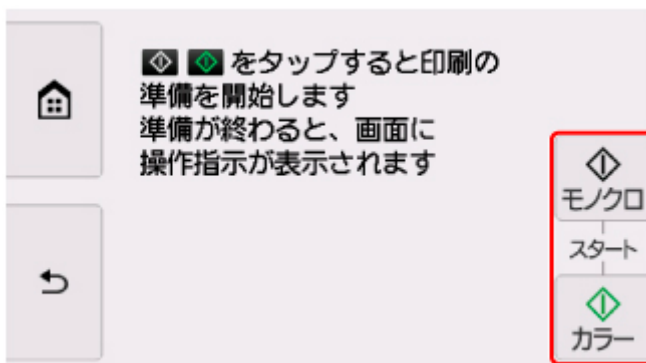 をタップすると印刷の
準備を開始します
準備が終わると、画面に
操作指示が表示されます
モノクロ
スタート
カラー